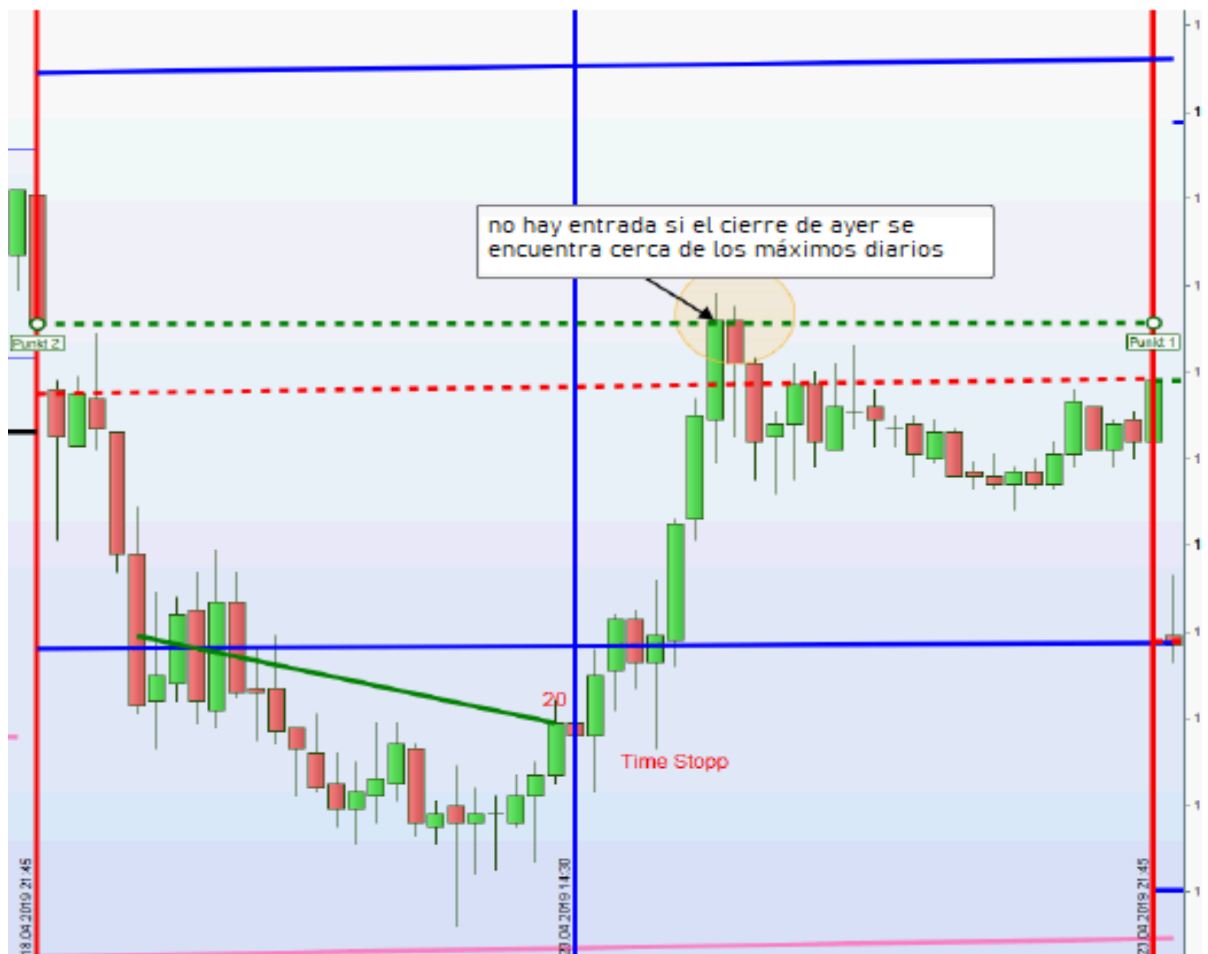 no hay entrada si el cierre de ayer se
encuentra cerca de los máximos diarios
Punkt 2
Punkt 1
20
Time Stopp
18.04.2019 21:45
23.04.2019 14:30
23.04.2019 21:45